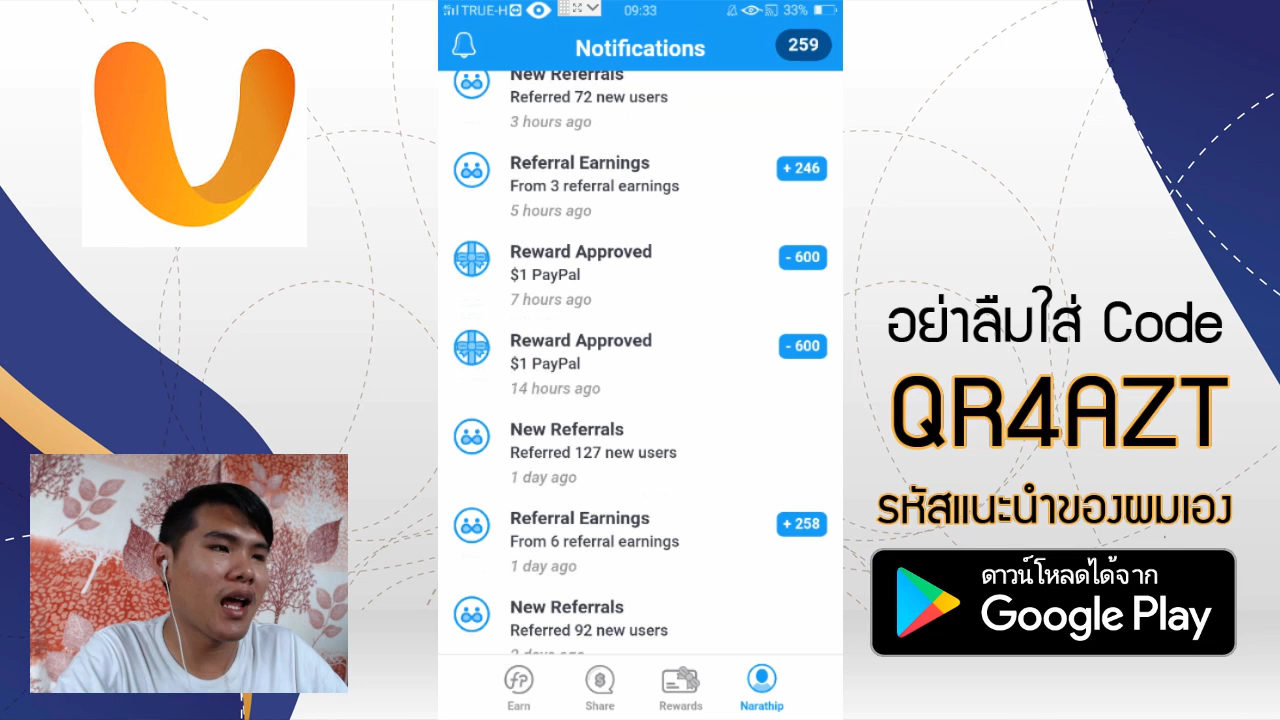 TRUE-H
09:33
33%
Notifications
259
New Referrals
Referred 72 new users
3 hours ago
Referral Earnings
+ 246
From 3 referral earnings
5 hours ago
Reward Approved
- 600
$1 PayPal
7 hours ago
Reward Approved
- 600
$1 PayPal
14 hours ago
New Referrals
Referred 127 new users
1 day ago
Referral Earnings
+ 258
From 6 referral earnings
1 day ago
New Referrals
Referred 92 new users
Earn
Share
Rewards
Narathip
อย่าลืมใส่ Code
QR4AZT
รหัสแนะนำของผมเอง
ดาวน์โหลดได้จาก
Google Play